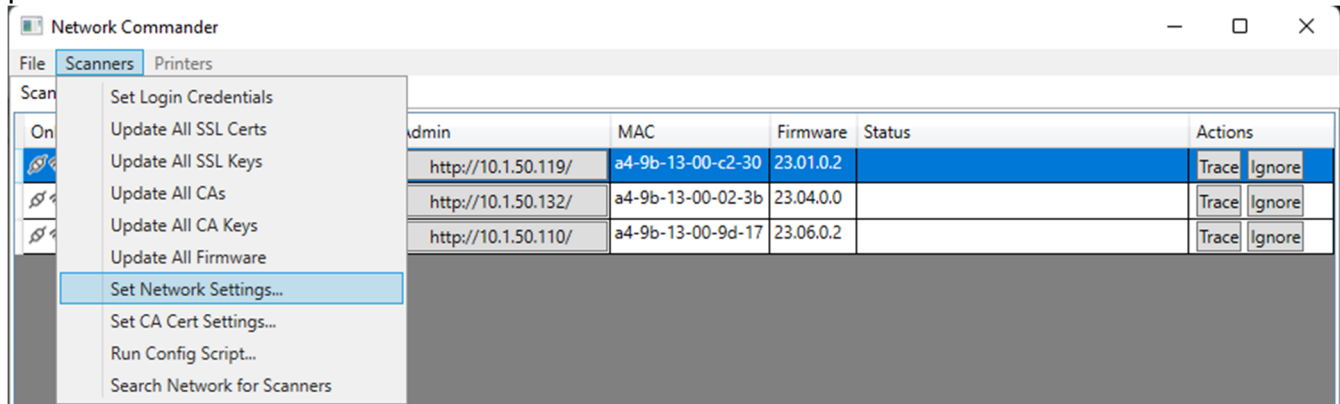 Network Commander
File Scanners Printers
Scan
Set Login Credentials
Onl dmin MAC Firmware Status Actions
Update All SSL Certs
Update All SSL Keys
http://10.1.50.119/ a4-9b-13-00-c2-30 23.01.0.2 Trace Ignore
Update All CAs
http://10.1.50.132/ a4-9b-13-00-02-3b 23.04.0.0 Trace Ignore
Update All CA Keys
http://10.1.50.110/ a4-9b-13-00-9d-17 23.06.0.2 Trace Ignore
Update All Firmware
Set Network Settings...
Set CA Cert Settings...
Run Config Script...
Search Network for Scanners